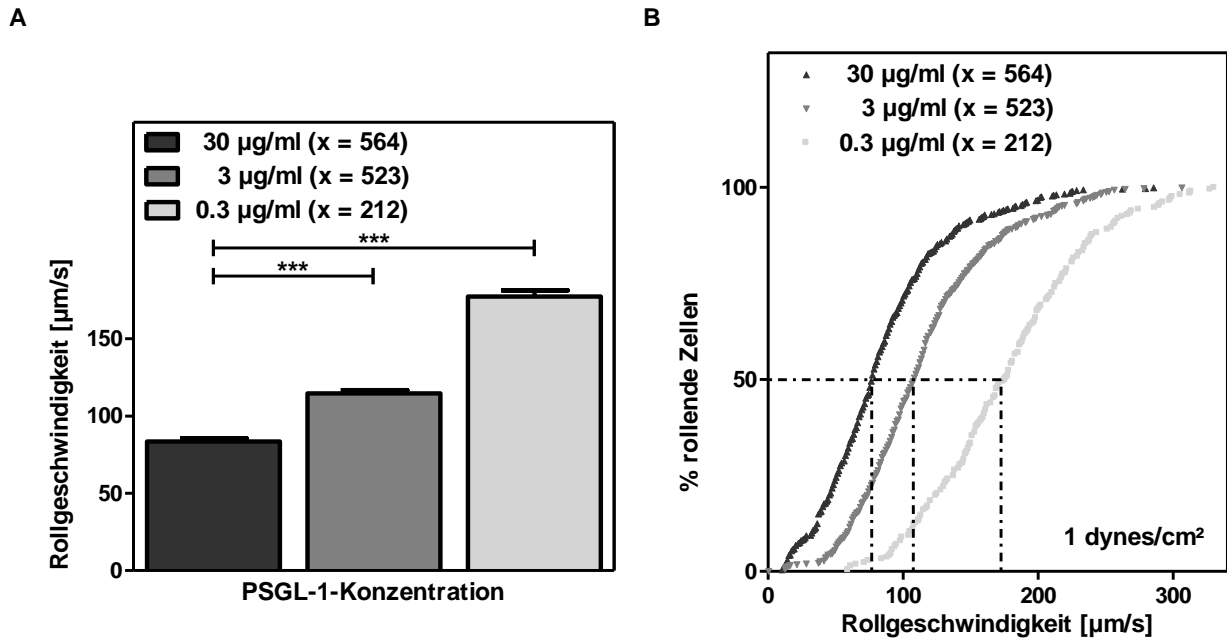 A
30 µg/ml (x = 564)
3 µg/ml (x = 523)
0.3 µg/ml (x = 212)
***
***
Rollgeschwindigkeit [µm/s]
150
100
50
0
PSGL-1-Konzentration
B
30 µg/ml (x = 564)
3 µg/ml (x = 523)
0.3 µg/ml (x = 212)
% rollende Zellen
100
50
0
1 dynes/cm²
0 100 200 300
Rollgeschwindigkeit [µm/s]